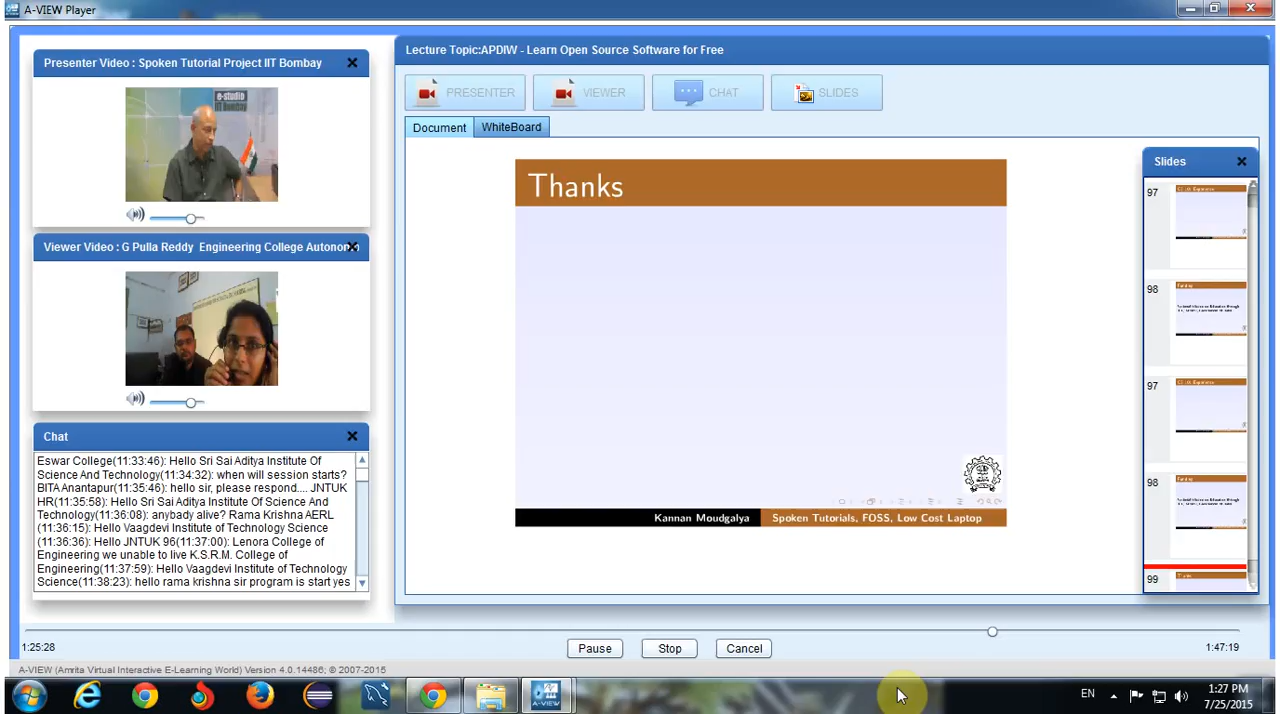 A-VIEW Player
Presenter Video : Spoken Tutorial Project IIT Bombay
e-studio
IIT Bombay
Viewer Video : G Pulla Reddy Engineering College Autonom
Chat
Eswar College(11:33:46): Hello Sri Sai Aditya Institute Of
Science And Technology(11:34:32): when will session starts?
BITA Anantapur(11:35:46): hello sir, please respond.... JNTUK
HR(11:35:58): Hello Sri Sai Aditya Institute Of Science And
Technology(11:36:08): anybady alive? Rama Krishna AERL
(11:36:15): Hello Vaagdevi Institute of Technology Science
(11:36:36): Hello JNTUK 96(11:37:00): Lenora College of
Engineering we unable to live K.S.R.M. College of
Engineering(11:37:59): Hello Vaagdevi Institute of Technology
Science(11:38:23): hello rama krishna sir program is start yes
Lecture Topic:APDIW - Learn Open Source Software for Free
PRESENTER
VIEWER
CHAT
SLIDES
Document
WhiteBoard
Thanks
Kannan Moudgalya
Spoken Tutorials, FOSS, Low Cost Laptop
Slides
97
98
Funding
97
98
Funding
99
Thanks
1:25:28
Pause
Stop
Cancel
1:47:19
A-VIEW (Amrita Virtual Interactive E-Learning World) Version 4.0.14486; © 2007-2015
A-VIEW
EN
1:27 PM
7/25/2015